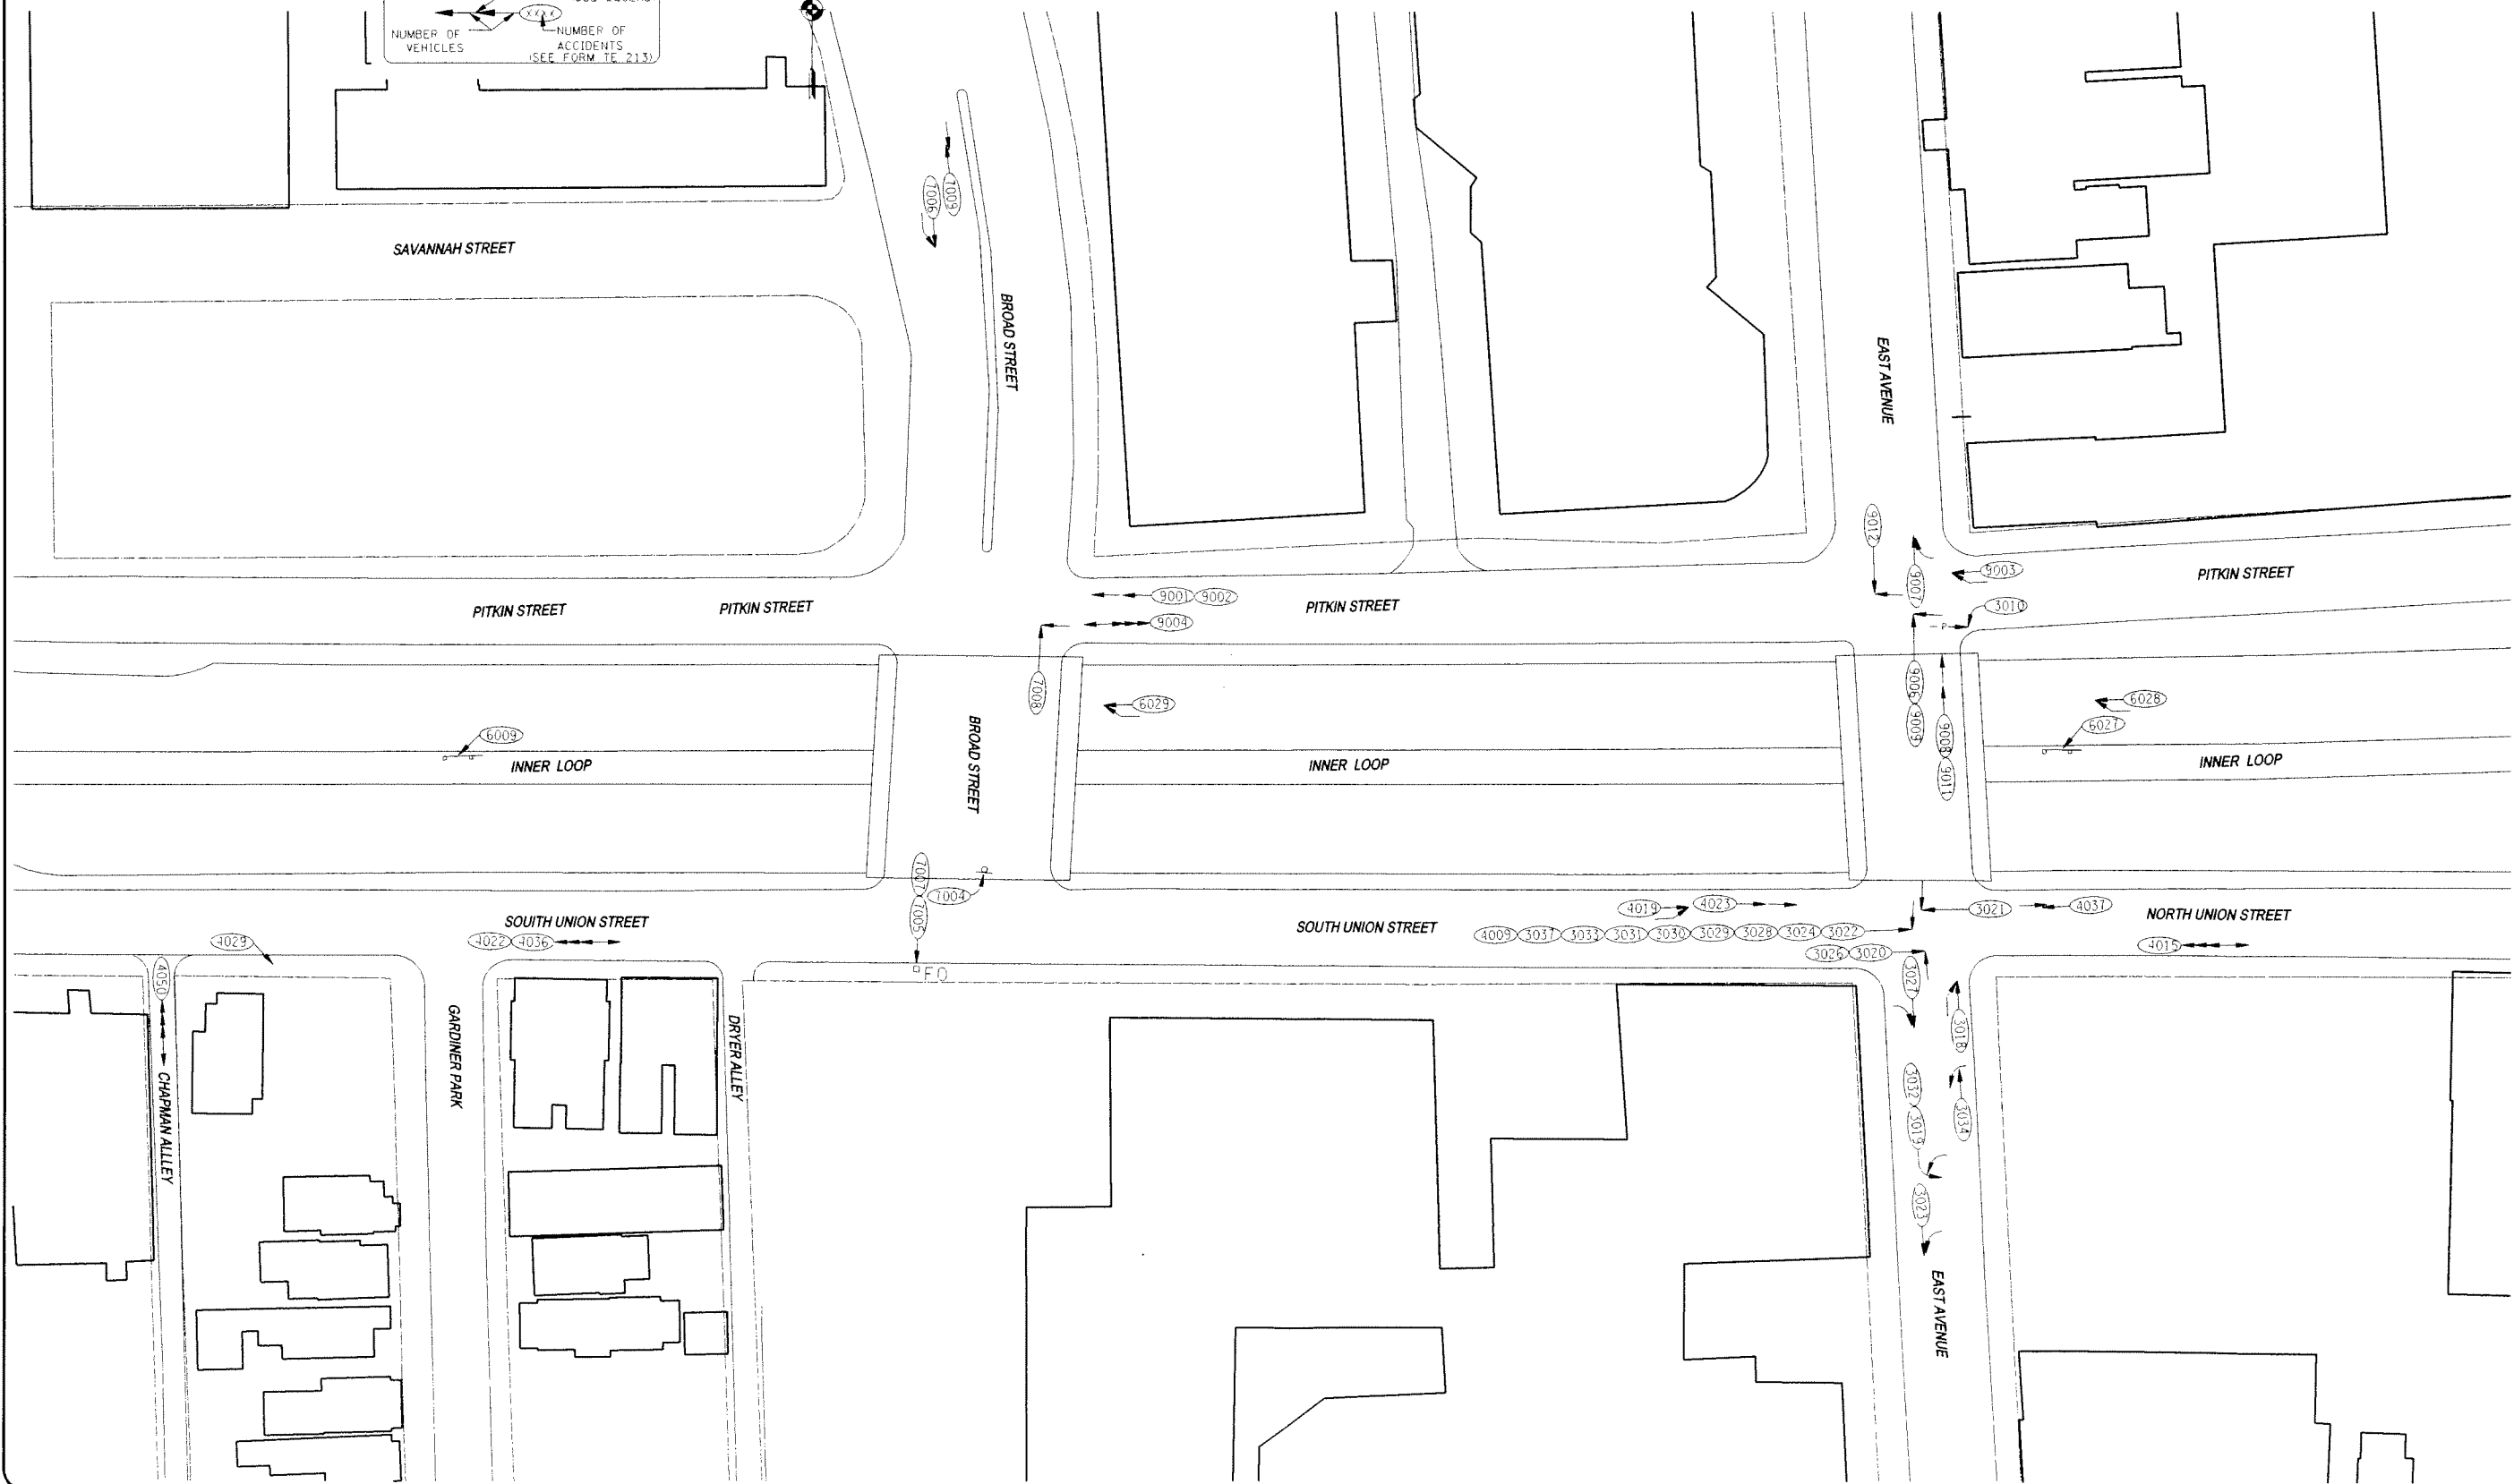 XXXX
NUMBER OF
VEHICLES
NUMBER OF
ACCIDENTS
(SEE FORM TE 213)
7009
7006
SAVANNAH STREET
BROAD STREET
EAST AVENUE
9012
9007
9003
PITKIN STREET
PITKIN STREET
PITKIN STREET
9001 9002
PITKIN STREET
3010
P
9004
7008
6029
9006 9009
9008 9011
6028
6027
6009
INNER LOOP
BROAD STREET
INNER LOOP
INNER LOOP
7007 7005
7004
4019
4023
3021
4037
NORTH UNION STREET
SOUITH UNION STREET
SOUTH UNION STREET
4009 3037 3033 3031 3030 3029 3028 3024 3022
4029
4022 4036
4015
3026 3020
F.O.
4050
3027
3018
GARDINER PARK
DRYER ALLEY
CHAPMAN ALLLEY
3032 3019
3034
3023
EAST AVENUE